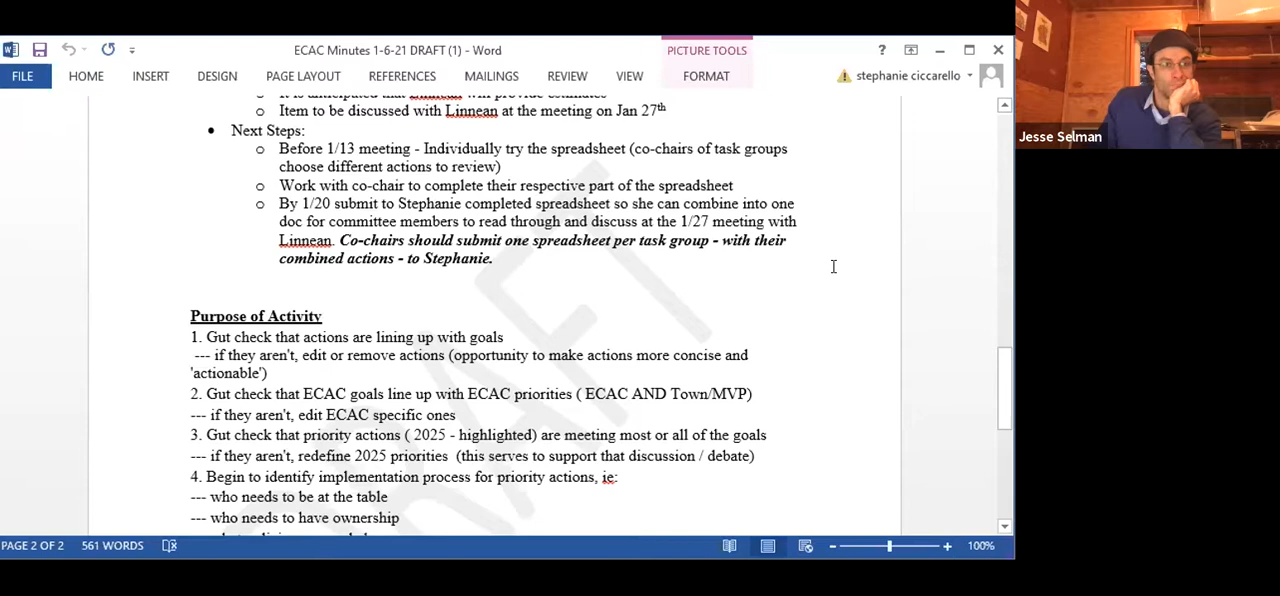 ECAC Minutes 1-6-21 DRAFT (1) - Word
PICTURE TOOLS
?
FILE HOME INSERT DESIGN PAGE LAYOUT REFERENCES MAILINGS REVIEW VIEW FORMAT stephanie ciccarello
o It is anticipated that Linnean will provide estimates
o Item to be discussed with Linnean at the meeting on Jan 27th
• Next Steps:
o Before 1/13 meeting - Individually try the spreadsheet (co-chairs of task groups
choose different actions to review)
o Work with co-chair to complete their respective part of the spreadsheet
o By 1/20 submit to Stephanie completed spreadsheet so she can combine into one
doc for committee members to read through and discuss at the 1/27 meeting with
Linnean. Co-chairs should submit one spreadsheet per task group - with their
combined actions - to Stephanie.
Purpose of Activity
1. Gut check that actions are lining up with goals
--- if they aren't, edit or remove actions (opportunity to make actions more concise and
'actionable')
2. Gut check that ECAC goals line up with ECAC priorities ( ECAC AND Town/MVP)
--- if they aren't, edit ECAC specific ones
3. Gut check that priority actions ( 2025 - highlighted) are meeting most or all of the goals
--- if they aren't, redefine 2025 priorities (this serves to support that discussion / debate)
4. Begin to identify implementation process for priority actions, ie:
--- who needs to be at the table
--- who needs to have ownership
DRAFT
PAGE 2 OF 2 561 WORDS 100%
Jesse Selman